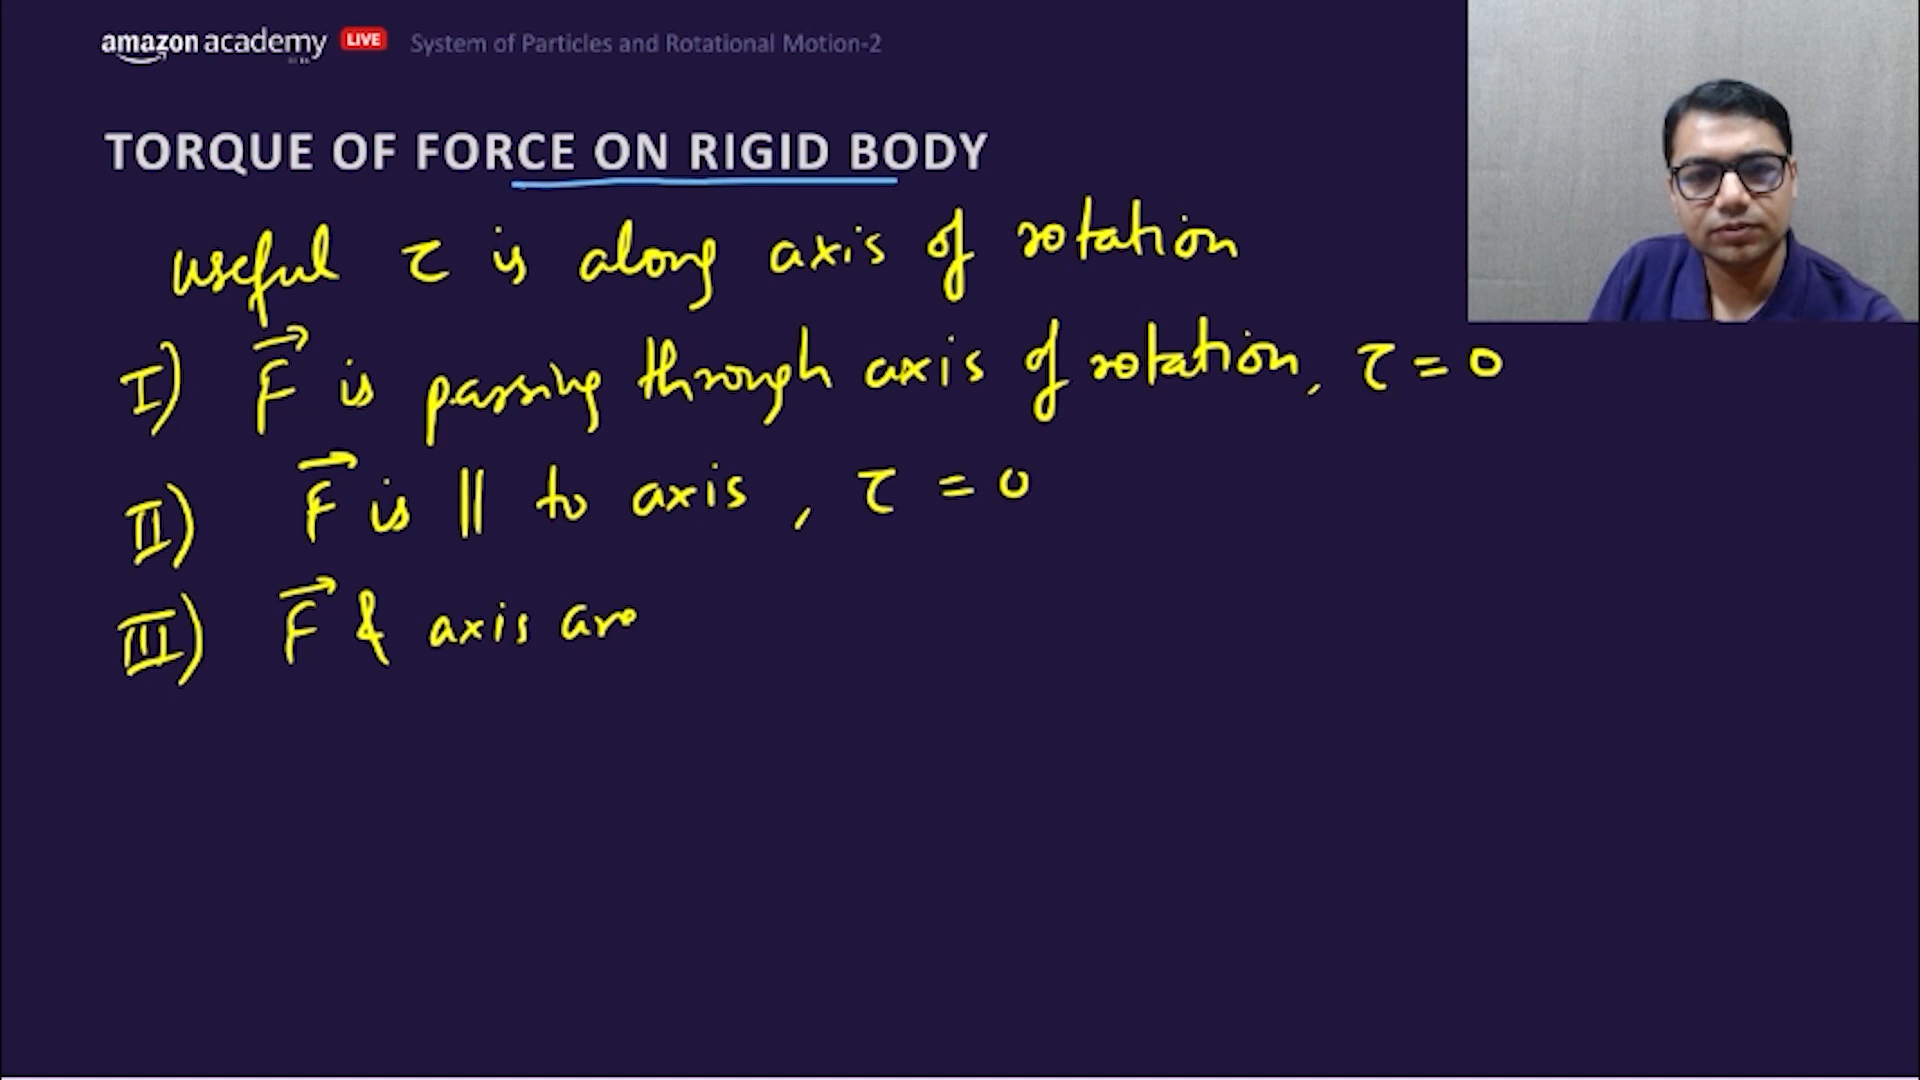 amazon academy LIVE System of Particles and Rotational Motion-2
TORQUE OF FORCE ON RIGID BODY
useful τ is along axis of rotation
I) F⃗ is passing through axis of rotation, τ = 0
II) F⃗ is || to axis, τ = 0
III) F⃗ & axis are